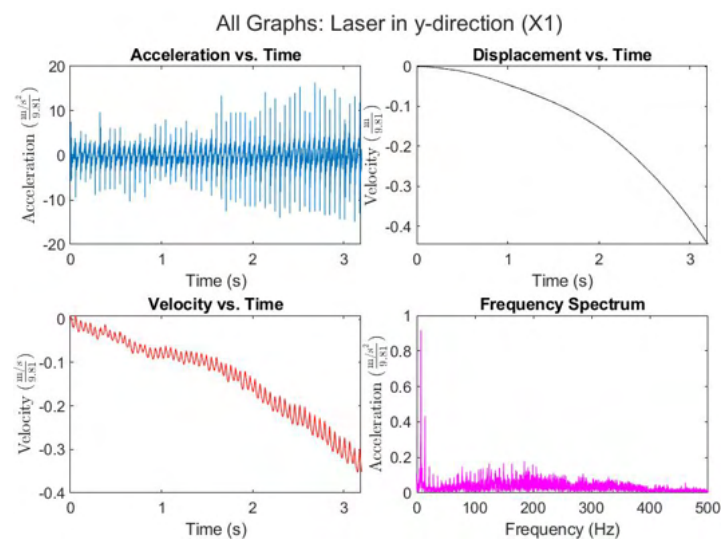 All Graphs: Laser in y-direction (X1)
Acceleration vs. Time
20
10
0
-10
-20
0 1 2 3
Acceleration (m/s²/9.81)
Time (s)
Displacement vs. Time
0
-0.1
-0.2
-0.3
-0.4
0 1 2 3
Velocity (m/9.81)
Time (s)
Velocity vs. Time
0
-0.1
-0.2
-0.3
-0.4
0 1 2 3
Velocity (m/s/9.81)
Time (s)
Frequency Spectrum
1
0.8
0.6
0.4
0.2
0
0 100 200 300 400 500
Acceleration (m/s²/9.81)
Frequency (Hz)